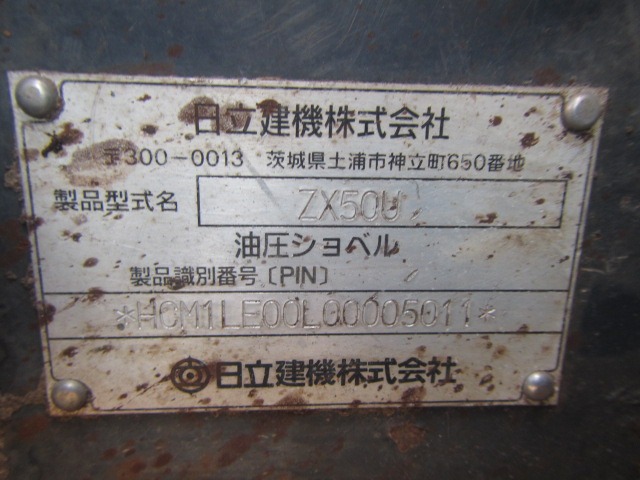 日立建機株式会社
〒300-0013 茨城県土浦市神立町650番地
製品型式名 ZX50U
油圧ショベル
製品識別番号〔PIN〕
*HCM1LE00L00005011*
日立建機株式会社